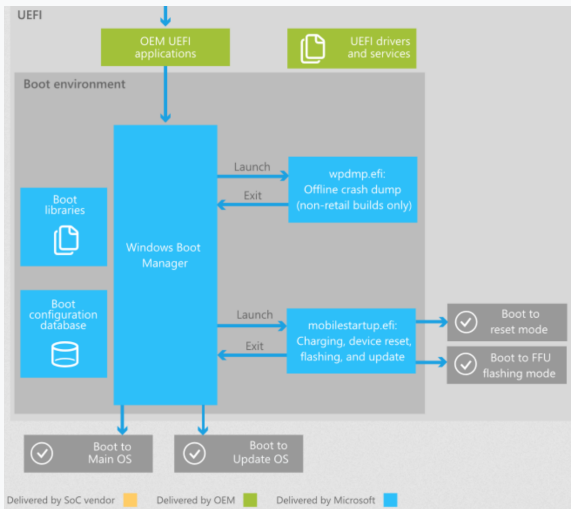 UEFI
OEM UEFI
applications
UEFI drivers
and services
Boot environment
Launch
wpdmp.efi:
Offline crash dump
(non-retail builds only)
Exit
Boot
libraries
Windows Boot
Manager
Boot
configuration
database
Launch
mobilestartup.efi:
Charging, device reset,
flashing, and update
Exit
Boot to
reset mode
Boot to FFU
flashing mode
Boot to
Main OS
Boot to
Update OS
Delivered by SoC vendor
Delivered by OEM
Delivered by Microsoft